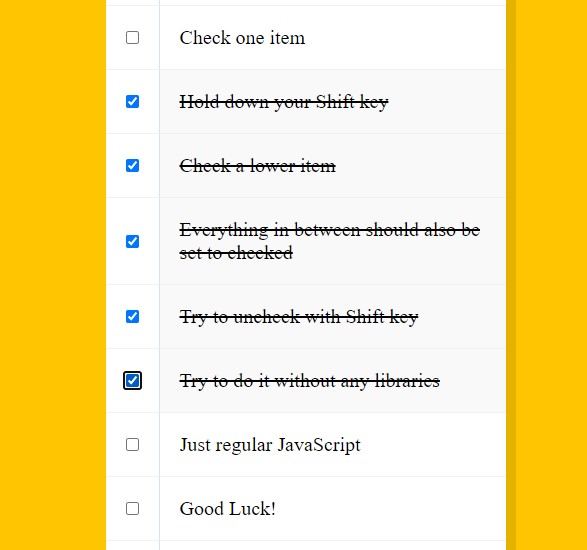 Check one item
Hold down your Shift key
Check a lower item
Everything in between should also be
set to checked
Try to uncheck with Shift key
Try to do it without any libraries
Just regular JavaScript
Good Luck!